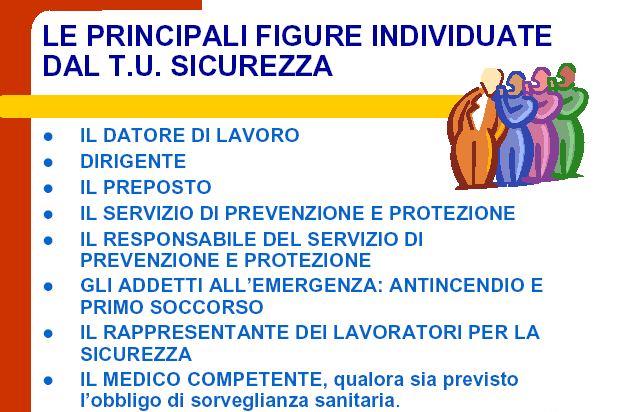 LE PRINCIPALI FIGURE INDIVIDUATE
DAL T.U. SICUREZZA
● IL DATORE DI LAVORO
● DIRIGENTE
● IL PREPOSTO
● IL SERVIZIO DI PREVENZIONE E PROTEZIONE
● IL RESPONSABILE DEL SERVIZIO DI
PREVENZIONE E PROTEZIONE
● GLI ADDETTI ALL’EMERGENZA: ANTINCENDIO E
PRIMO SOCCORSO
● IL RAPPRESENTANTE DEI LAVORATORI PER LA
SICUREZZA
● IL MEDICO COMPETENTE, qualora sia previsto
l’obbligo di sorveglianza sanitaria.